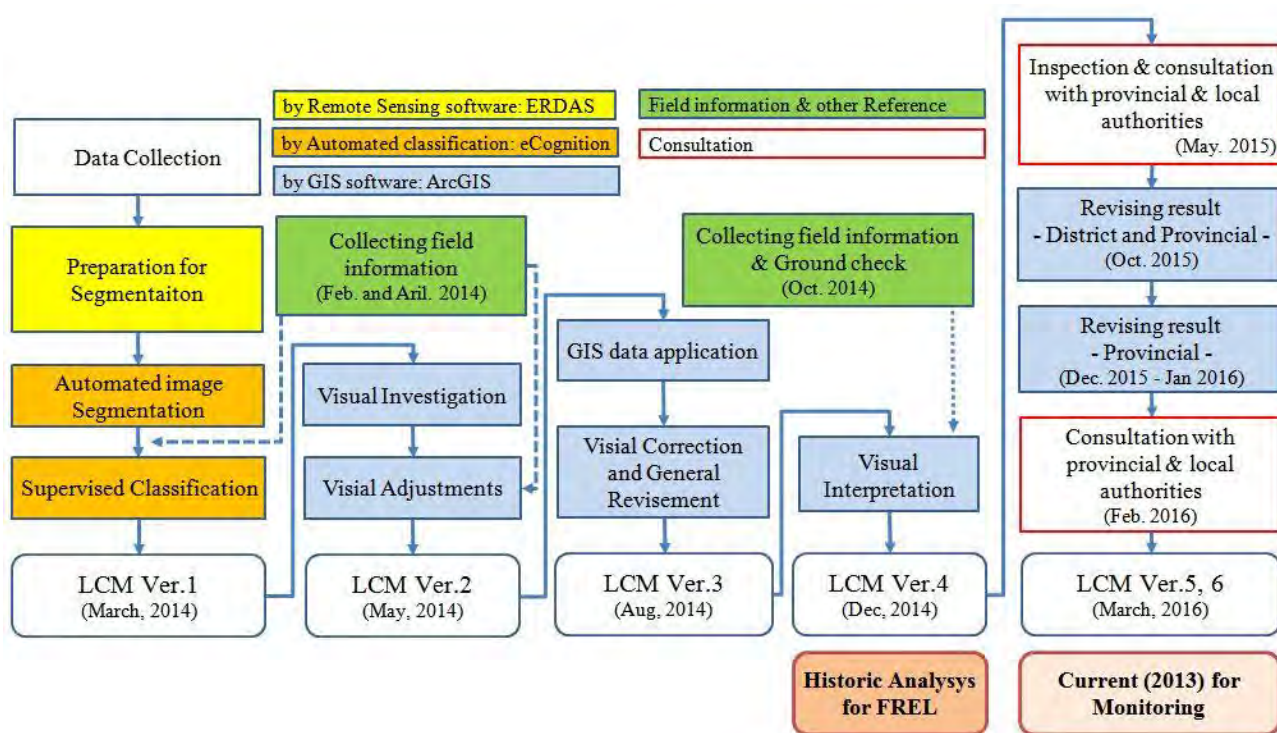 by Remote Sensing software: ERDAS
by Automated classification: eCognition
by GIS software: ArcGIS
Field information & other Reference
Consultation
Data Collection
Preparation for
Segmentaiton
Automated image
Segmentation
Supervised Classification
LCM Ver.1
(March, 2014)
Collecting field
information
(Feb. and Aril. 2014)
Visual Investigation
Visial Adjustments
LCM Ver.2
(May, 2014)
GIS data application
Visial Correction
and General
Revisement
LCM Ver.3
(Aug, 2014)
Collecting field information
& Ground check
(Oct. 2014)
Visual
Interpretation
LCM Ver.4
(Dec, 2014)
Historic Analysys
for FREL
Inspection & consultation
with provincial & local
authorities
(May. 2015)
Revising result
- District and Provincial -
(Oct. 2015)
Revising result
- Provincial -
(Dec. 2015 - Jan 2016)
Consultation with
provincial & local
authorities
(Feb. 2016)
LCM Ver.5, 6
(March, 2016)
Current (2013) for
Monitoring